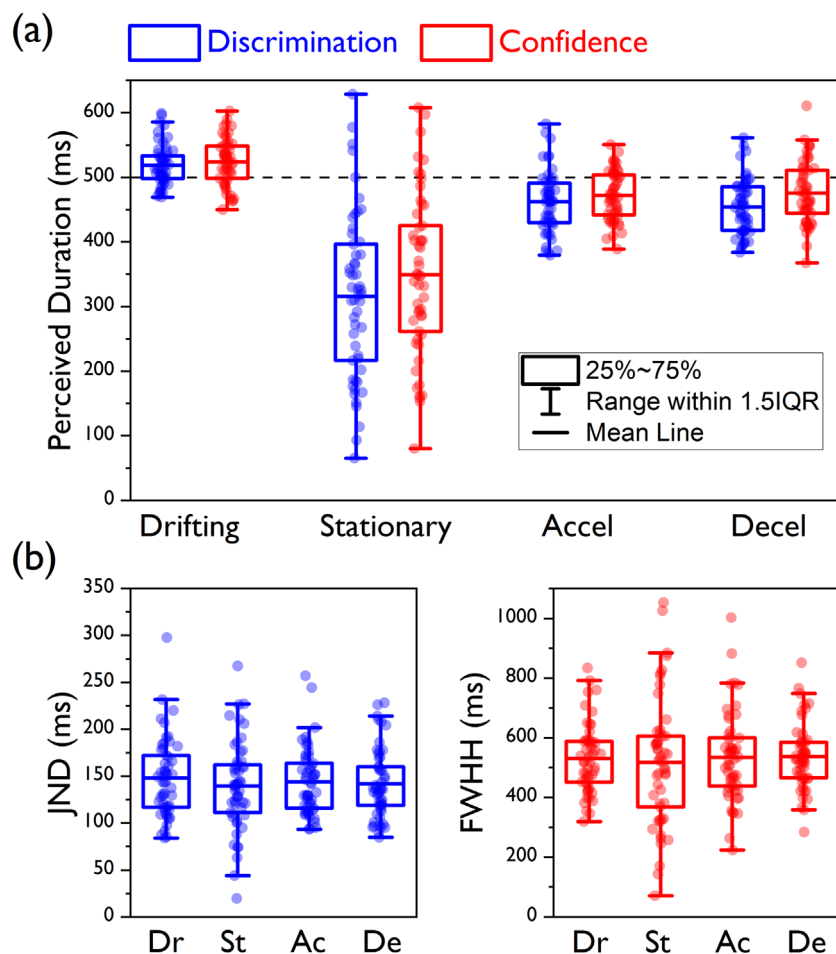 (a)
Discrimination Confidence
Perceived Duration (ms)
600
500
400
300
200
100
0
25%~75%
Range within 1.5IQR
Mean Line
Drifting Stationary Accel Decel
(b)
JND (ms)
350
300
250
200
150
100
50
0
Dr St Ac De
FWHH (ms)
1000
800
600
400
200
0
Dr St Ac De